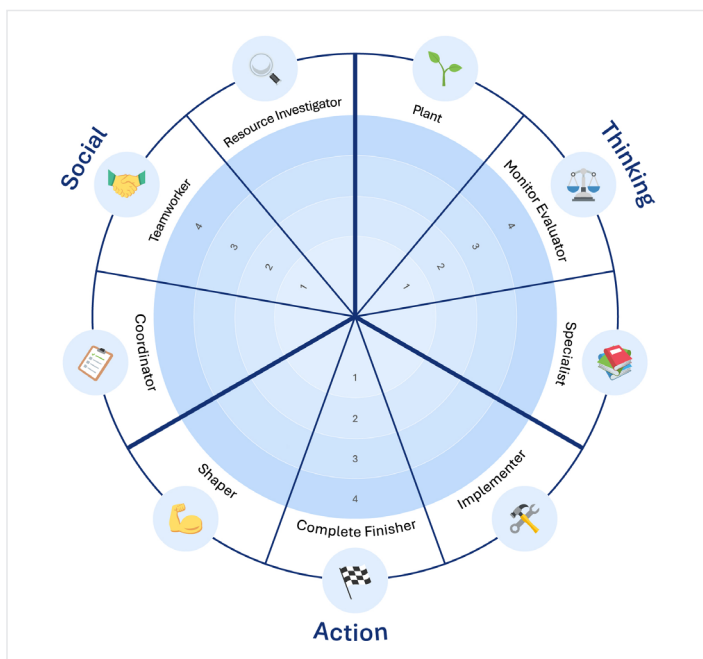 Resource Investigator
Plant
Social
Thinking
Teamworker
Monitor Evaluator
4
3
2
1
4
3
2
1
Coordinator
Specialist
1
2
3
4
Shaper
Implementer
Complete Finisher
Action